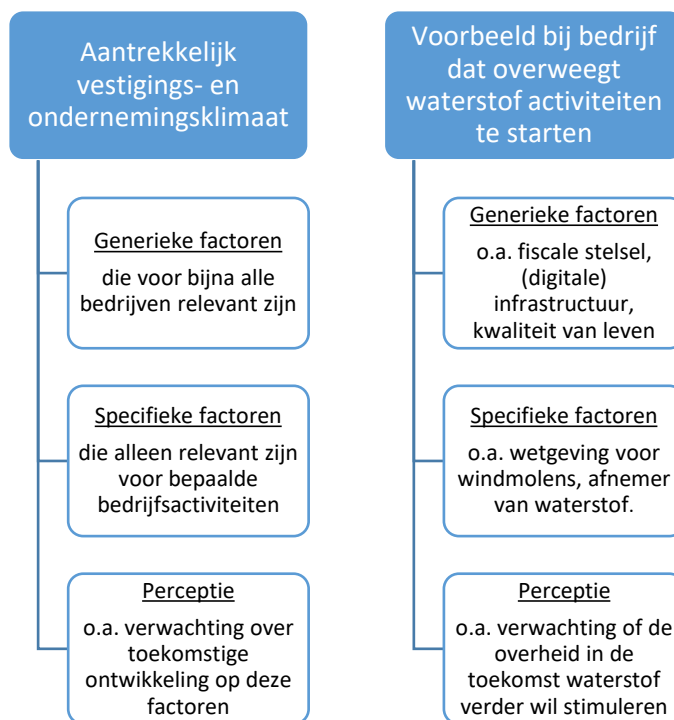 Aantrekkelijk
vestigings- en
ondernemingsklimaat
Generieke factoren
die voor bijna alle
bedrijven relevant zijn
Specifieke factoren
die alleen relevant zijn
voor bepaalde
bedrijfsactiviteiten
Perceptie
o.a. verwachting over
toekomstige
ontwikkeling op deze
factoren
Voorbeeld bij bedrijf
dat overweegt
waterstof activiteiten
te starten
Generieke factoren
o.a. fiscale stelsel,
(digitale)
infrastructuur,
kwaliteit van leven
Specifieke factoren
o.a. wetgeving voor
windmolens, afnemer
van waterstof.
Perceptie
o.a. verwachting of de
overheid in de
toekomst waterstof
verder wil stimuleren